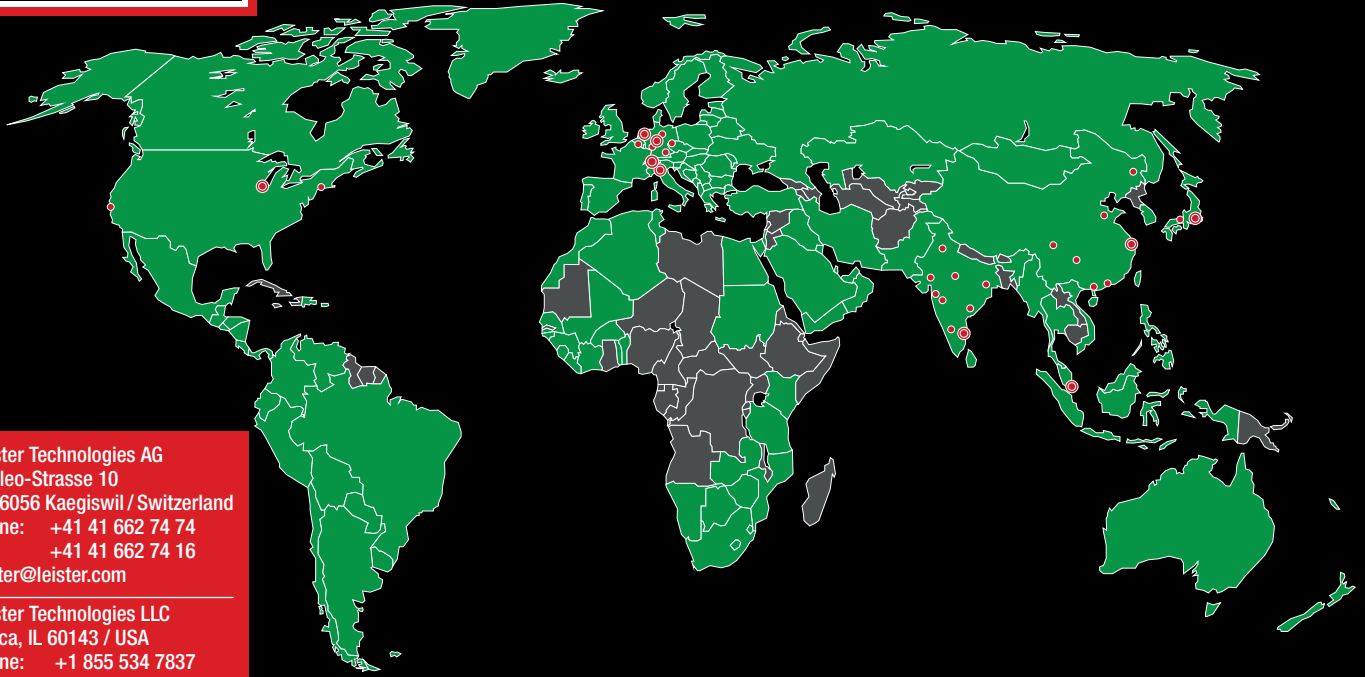 ster Technologies AG
leo-Strasse 10
6056 Kaegiswil / Switzerland
ne: +41 41 662 74 74
+41 41 662 74 16
ter@leister.com
ster Technologies LLC
ca, IL 60143 / USA
ne: +1 855 534 7837